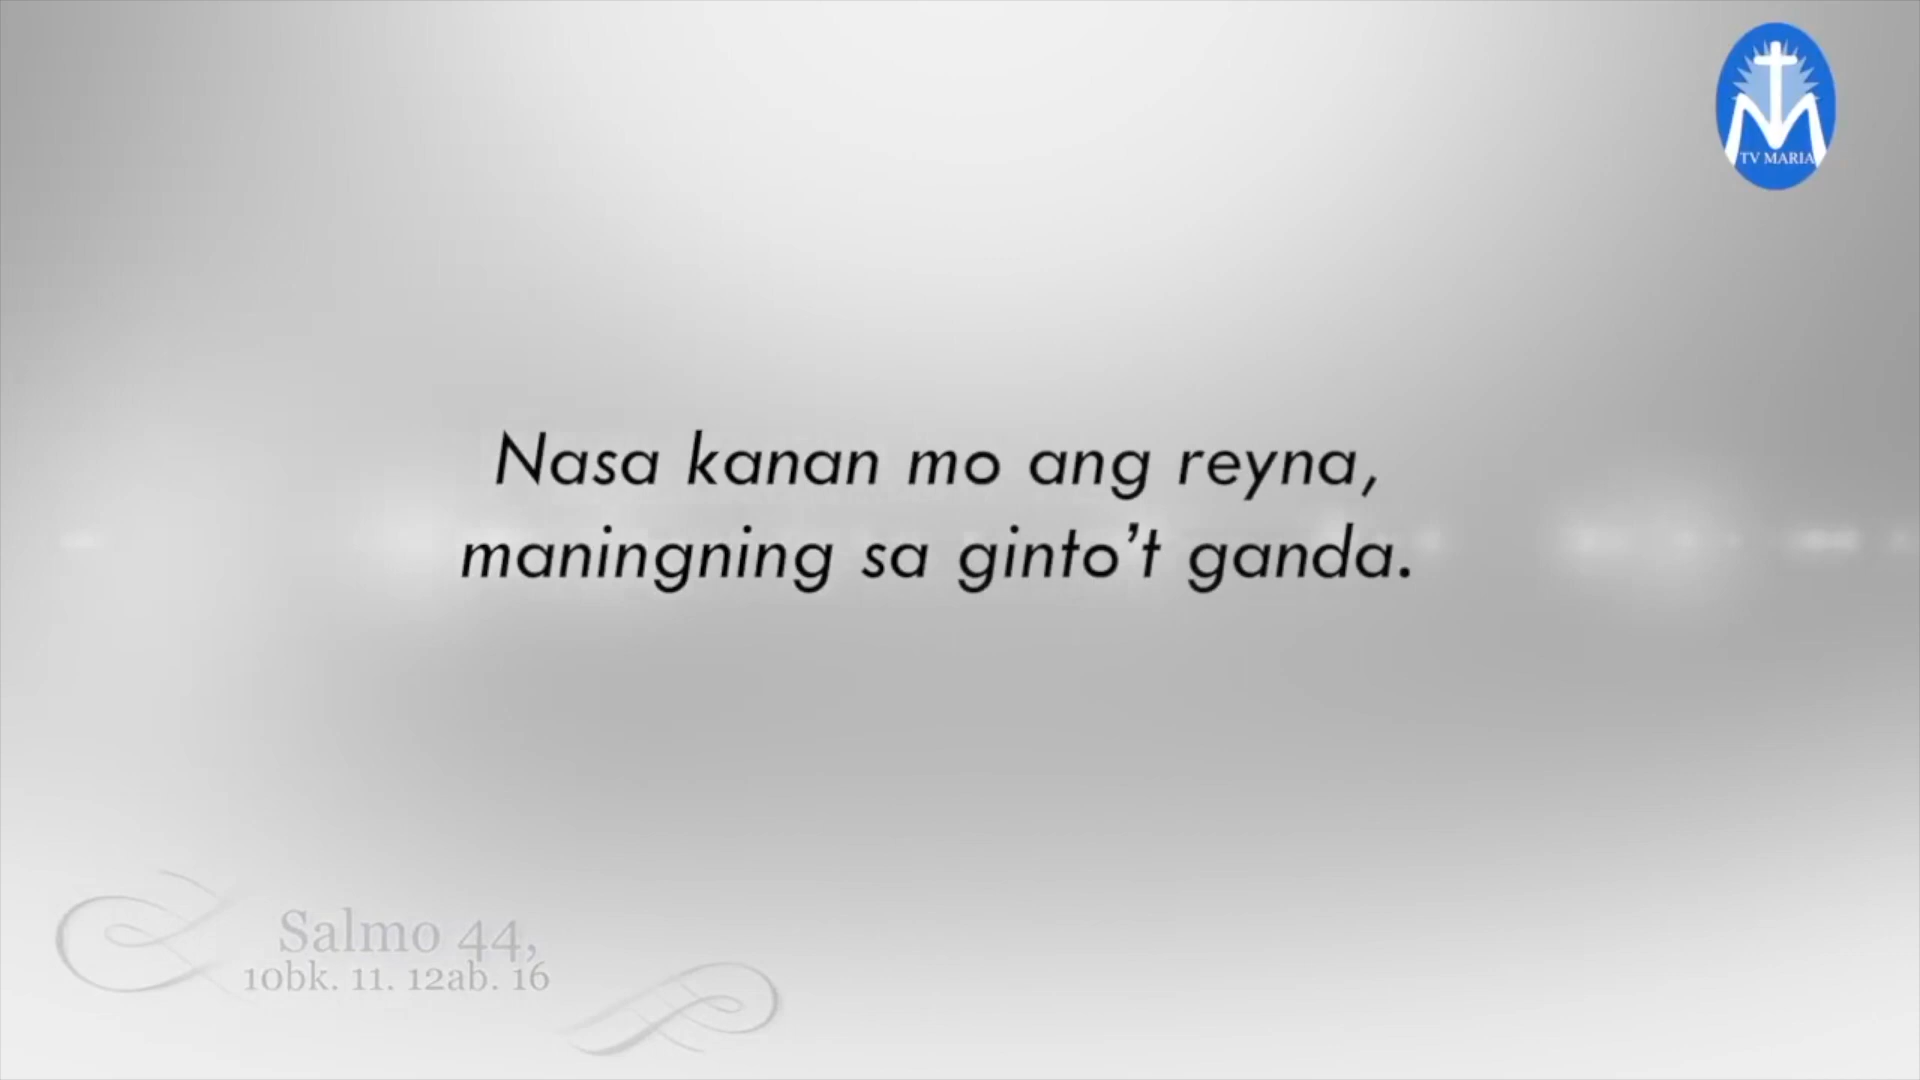 TV MARIA
Nasa kanan mo ang reyna,
maningning sa ginto’t ganda.
Salmo 44,
10bk. 11. 12ab. 16